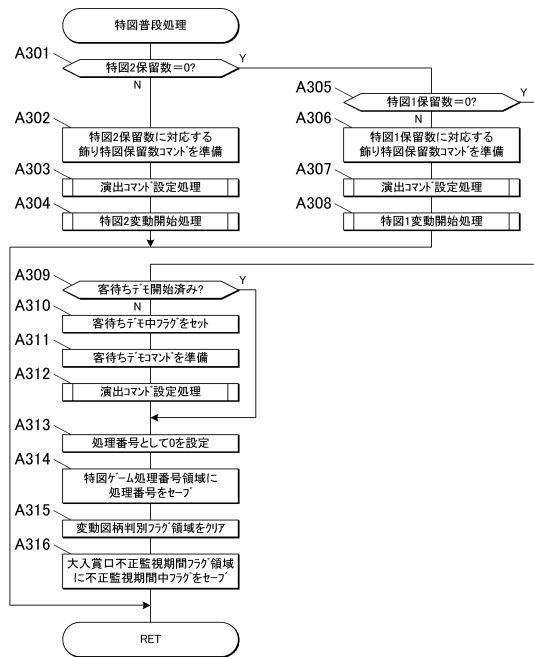 特図普段処理
A301
特図2保留数＝0?
Y
N
A305
特図1保留数＝0?
Y
N
A302
特図2保留数に対応する
飾り特図保留数コマンドを準備
A306
特図1保留数に対応する
飾り特図保留数コマンドを準備
A303
演出コマンド設定処理
A307
演出コマンド設定処理
A304
特図2変動開始処理
A308
特図1変動開始処理
A309
客待ちデモ開始済み?
Y
N
A310
客待ちデモ中フラグをセット
A311
客待ちデモコマンドを準備
A312
演出コマンド設定処理
A313
処理番号として0を設定
A314
特図ゲーム処理番号領域に
処理番号をセーブ
A315
変動図柄判別フラグ領域をクリア
A316
大入賞口不正監視期間フラグ領域
に不正監視期間中フラグをセーブ
RET